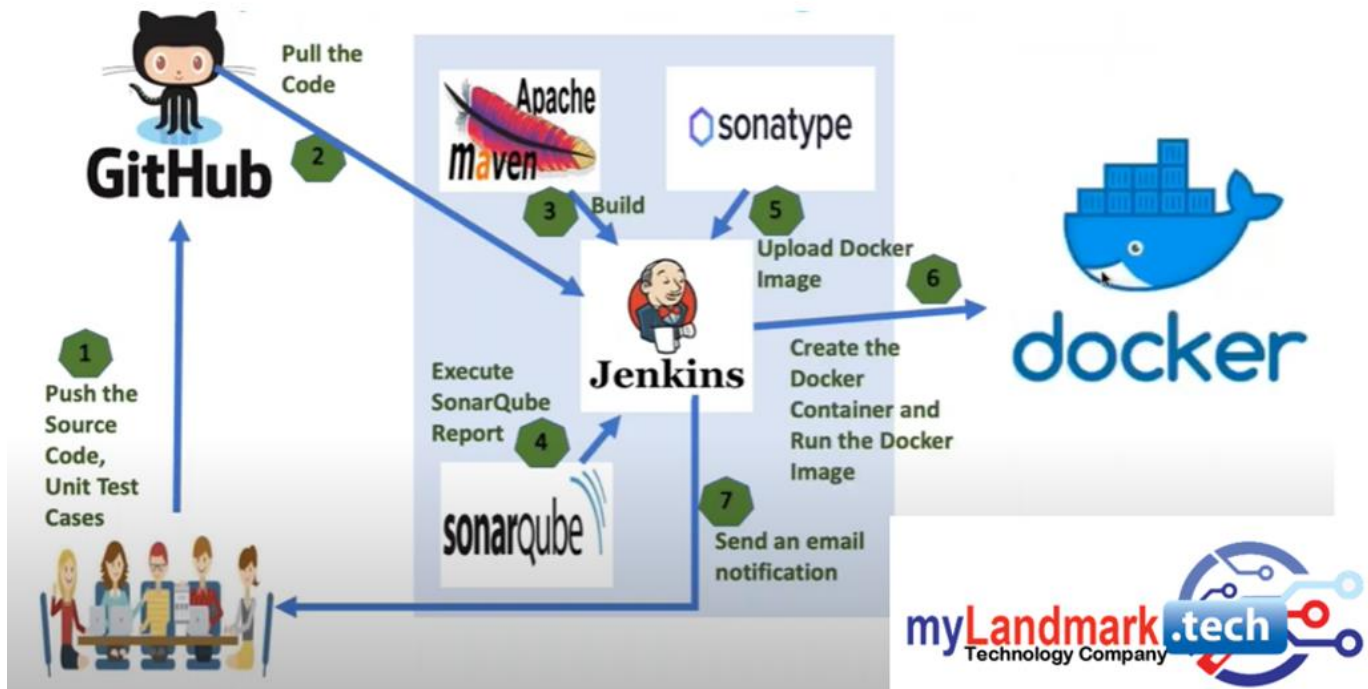 Pull the
Code
GitHub
2
Apache
maven
sonatype
3
Build
5
Upload Docker
Image
6
docker
1
Push the
Source
Code,
Unit Test
Cases
Jenkins
Execute
SonarQube
Report
4
sonarqube
Create the
Docker
Container and
Run the Docker
Image
7
Send an email
notification
myLandmark.tech
Technology Company